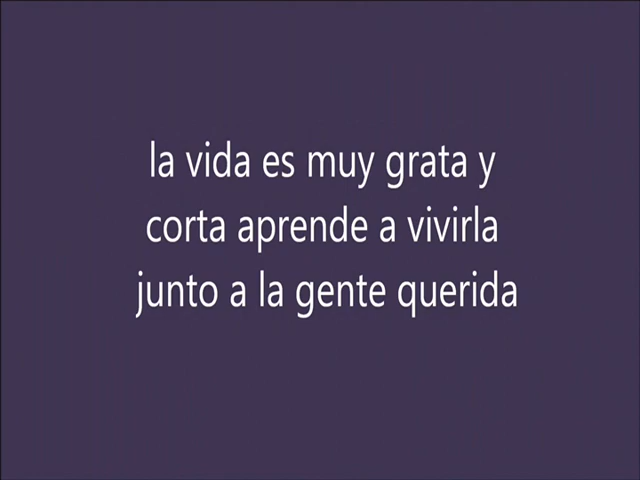 la vida es muy grata y
corta aprende a vivirla
junto a la gente querida